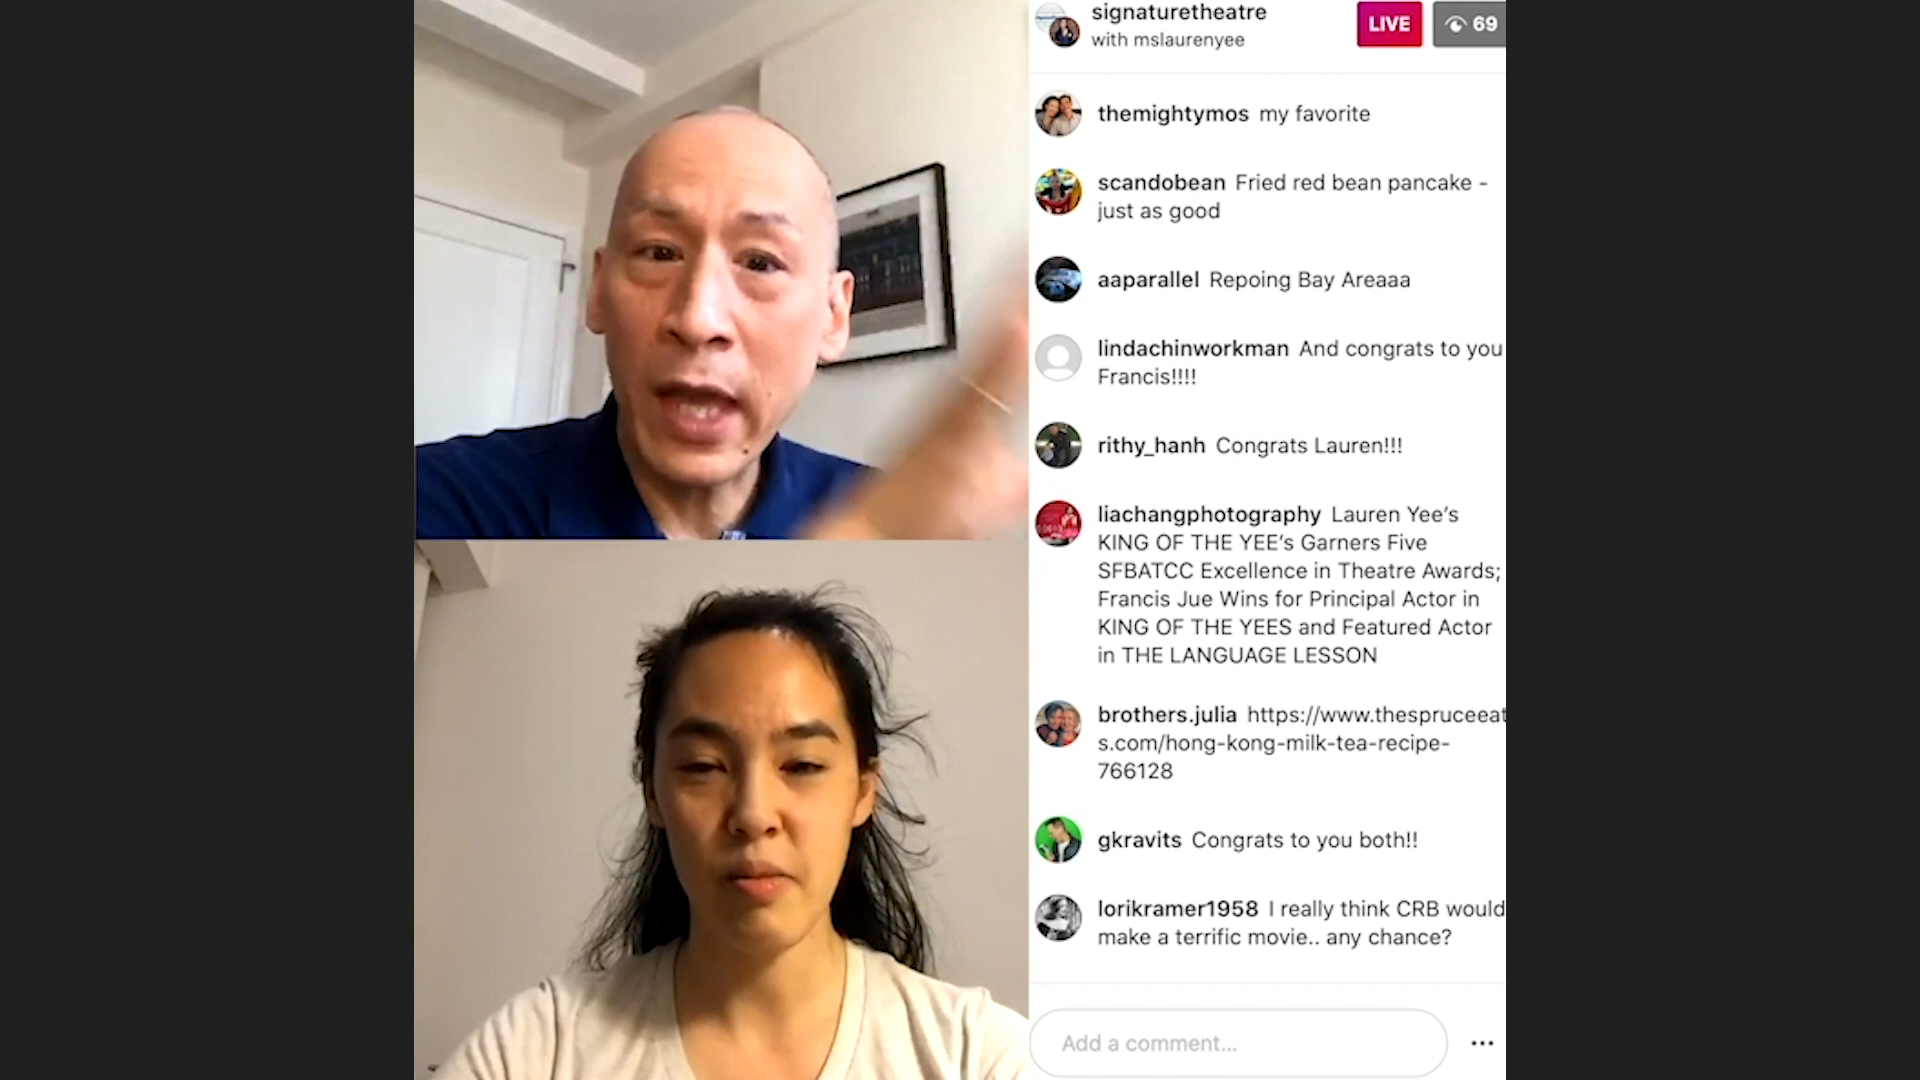 signaturetheatre
with mslaurenyee
LIVE
69
themightymos my favorite
scandobean Fried red bean pancake -
just as good
aaparallel Repoing Bay Areaaa
lindachinworkman And congrats to you
Francis!!!!
rithy_hanh Congrats Lauren!!!
liachangphotography Lauren Yee’s
KING OF THE YEE’s Garners Five
SFBATCC Excellence in Theatre Awards;
Francis Jue Wins for Principal Actor in
KING OF THE YEES and Featured Actor
in THE LANGUAGE LESSON
brothers.julia https://www.thespruceeat
s.com/hong-kong-milk-tea-recipe-
766128
gkravits Congrats to you both!!
lorikramer1958 I really think CRB would
make a terrific movie.. any chance?
Add a comment...